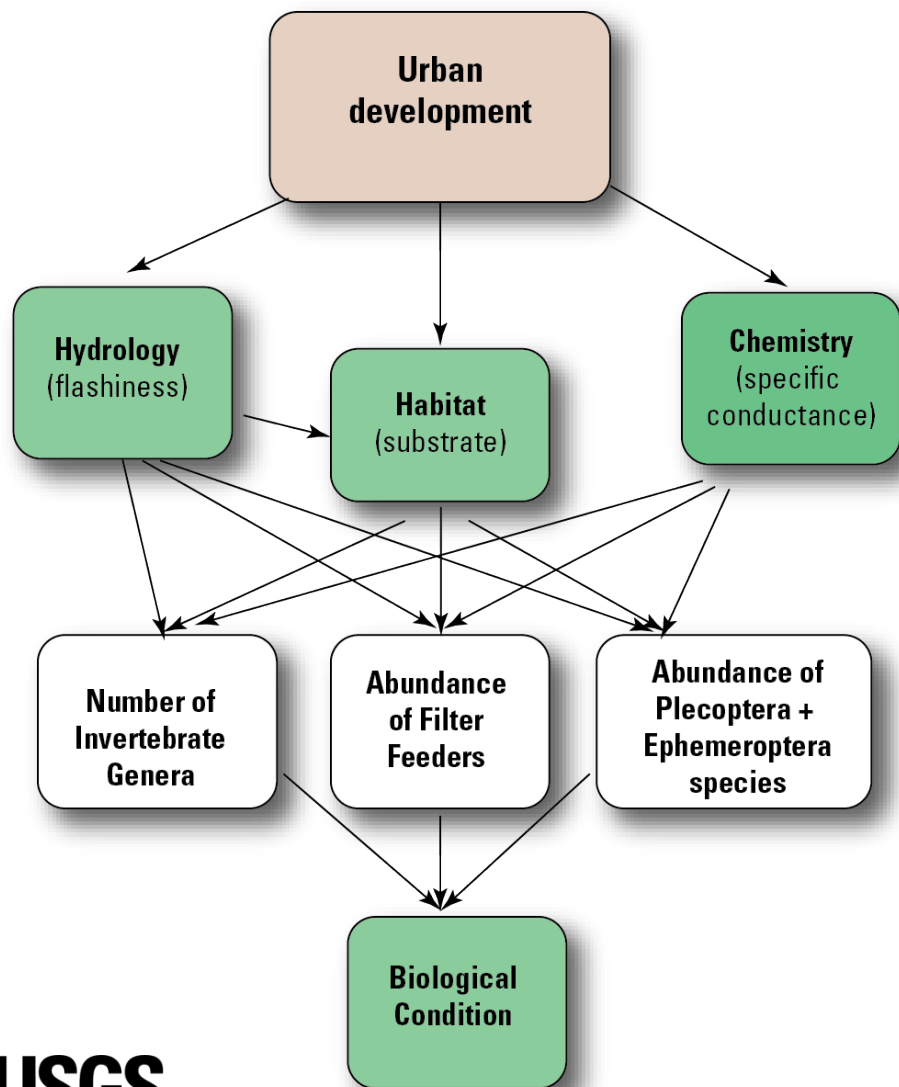 Urban
development
Hydrology
(flashiness)
Habitat
(substrate)
Chemistry
(specific
conductance)
Number of
Invertebrate
Genera
Abundance
of Filter
Feeders
Abundance of
Plecoptera +
Ephemeroptera
species
Biological
Condition
USGS